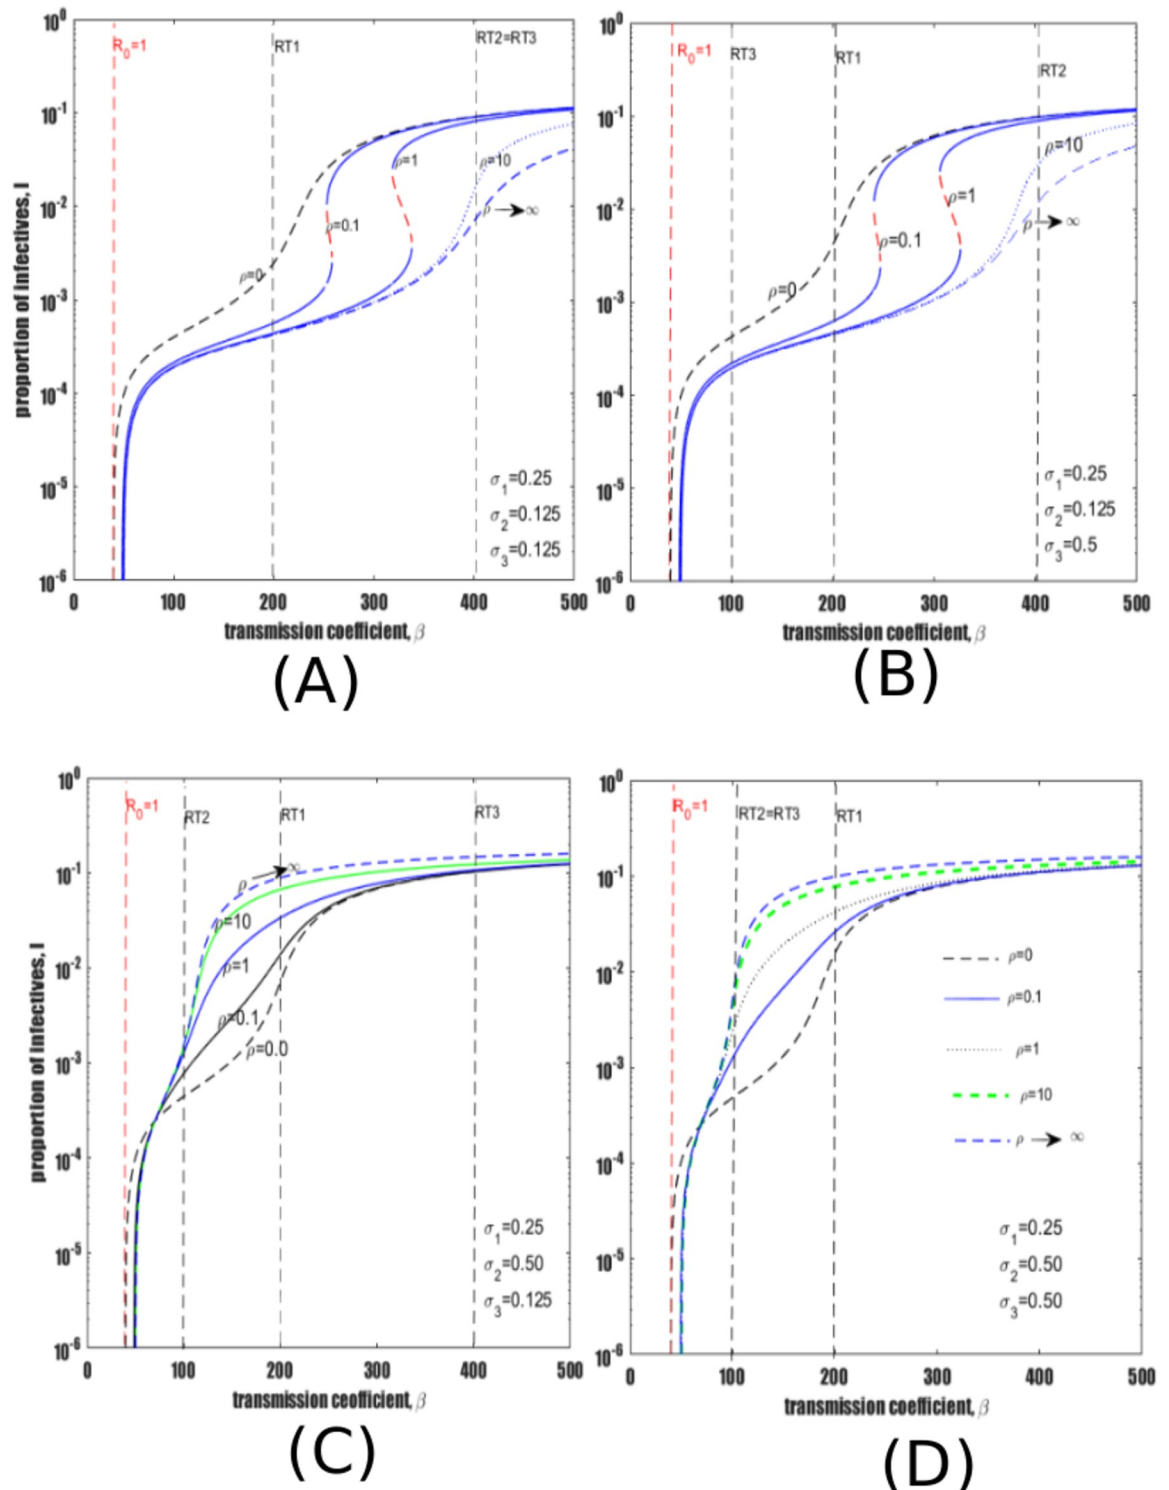 10^0
10^-1
10^-2
10^-3
10^-4
10^-5
10^-6
proportion of infectives, I
R_0=1
RT1
RT2=RT3
ρ=0
ρ=0.1
ρ=1
ρ=10
ρ → ∞
σ_1=0.25
σ_2=0.125
σ_3=0.125
0 100 200 300 400 500
transmission coefficient, β
(A)
10^0
10^-1
10^-2
10^-3
10^-4
10^-5
10^-6
R_0=1
RT3
RT1
RT2
ρ=0
ρ=0.1
ρ=1
ρ=10
ρ → ∞
σ_1=0.25
σ_2=0.125
σ_3=0.5
0 100 200 300 400 500
transmission coefficient, β
(B)
10^0
10^-1
10^-2
10^-3
10^-4
10^-5
10^-6
proportion of infectives, I
R_0=1
RT2
RT1
RT3
ρ → ∞
ρ=10
ρ=1
ρ=0.1
ρ=0.0
σ_1=0.25
σ_2=0.50
σ_3=0.125
0 100 200 300 400 500
transmission coefficient, β
(C)
10^0
10^-1
10^-2
10^-3
10^-4
10^-5
10^-6
R_0=1
RT2=RT3
RT1
ρ=0
ρ=0.1
ρ=1
ρ=10
ρ → ∞
σ_1=0.25
σ_2=0.50
σ_3=0.50
0 100 200 300 400 500
transmission coefficient, β
(D)